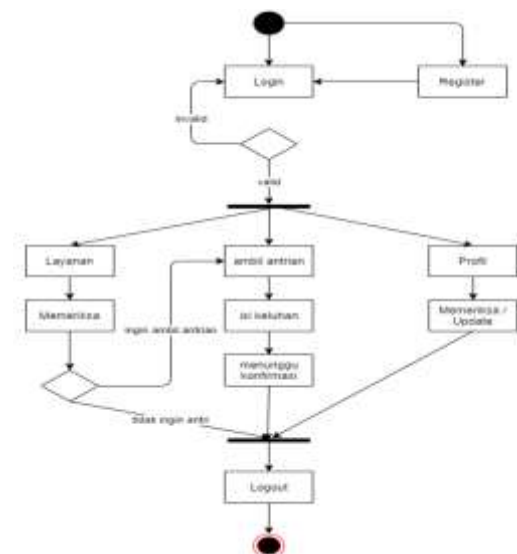 Login
Register
Invalid
valid
Layanan
ambil antrian
Profil
Memeriksa
ingin ambil antrian
isi keluhan
Memeriksa /
Update
menunggu
konfirmasi
tidak ingin antri
Logout